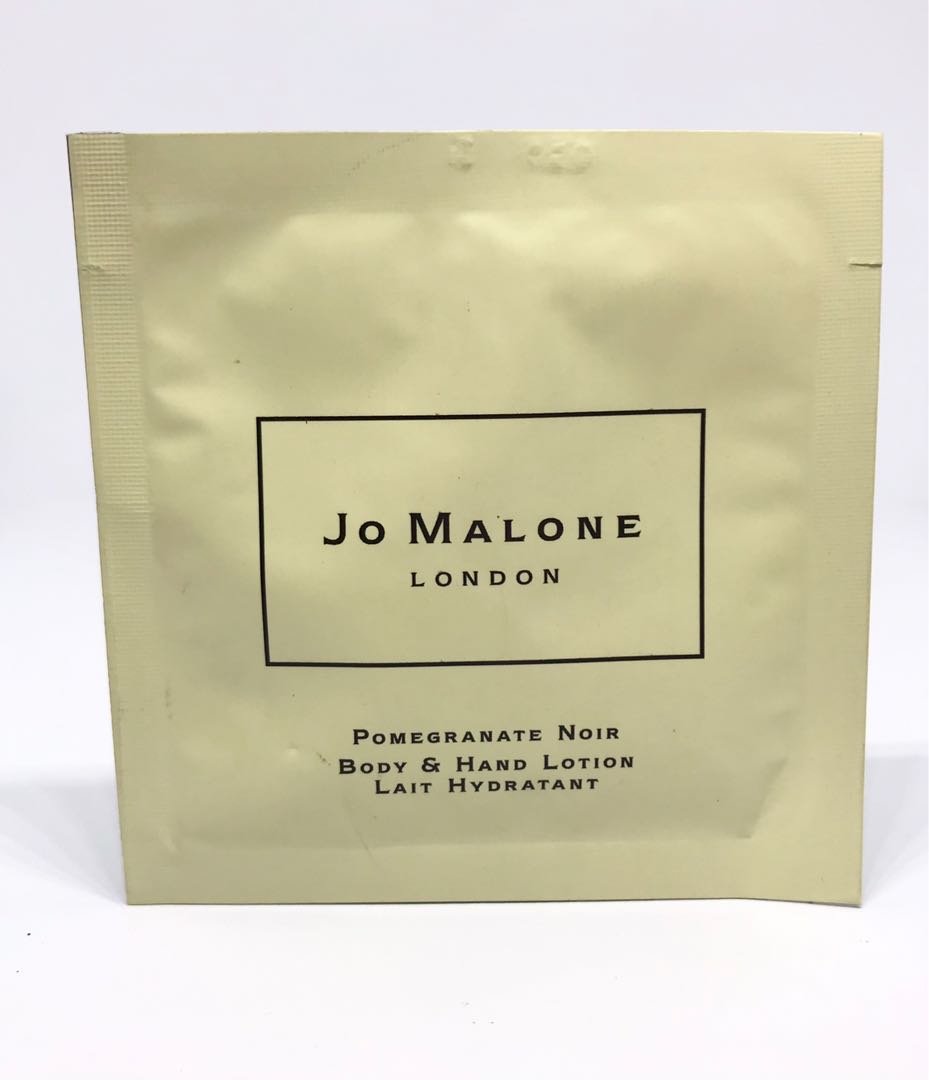 Jo Malone
LONDON
Pomegranate Noir
Body & Hand Lotion
Lait Hydratant